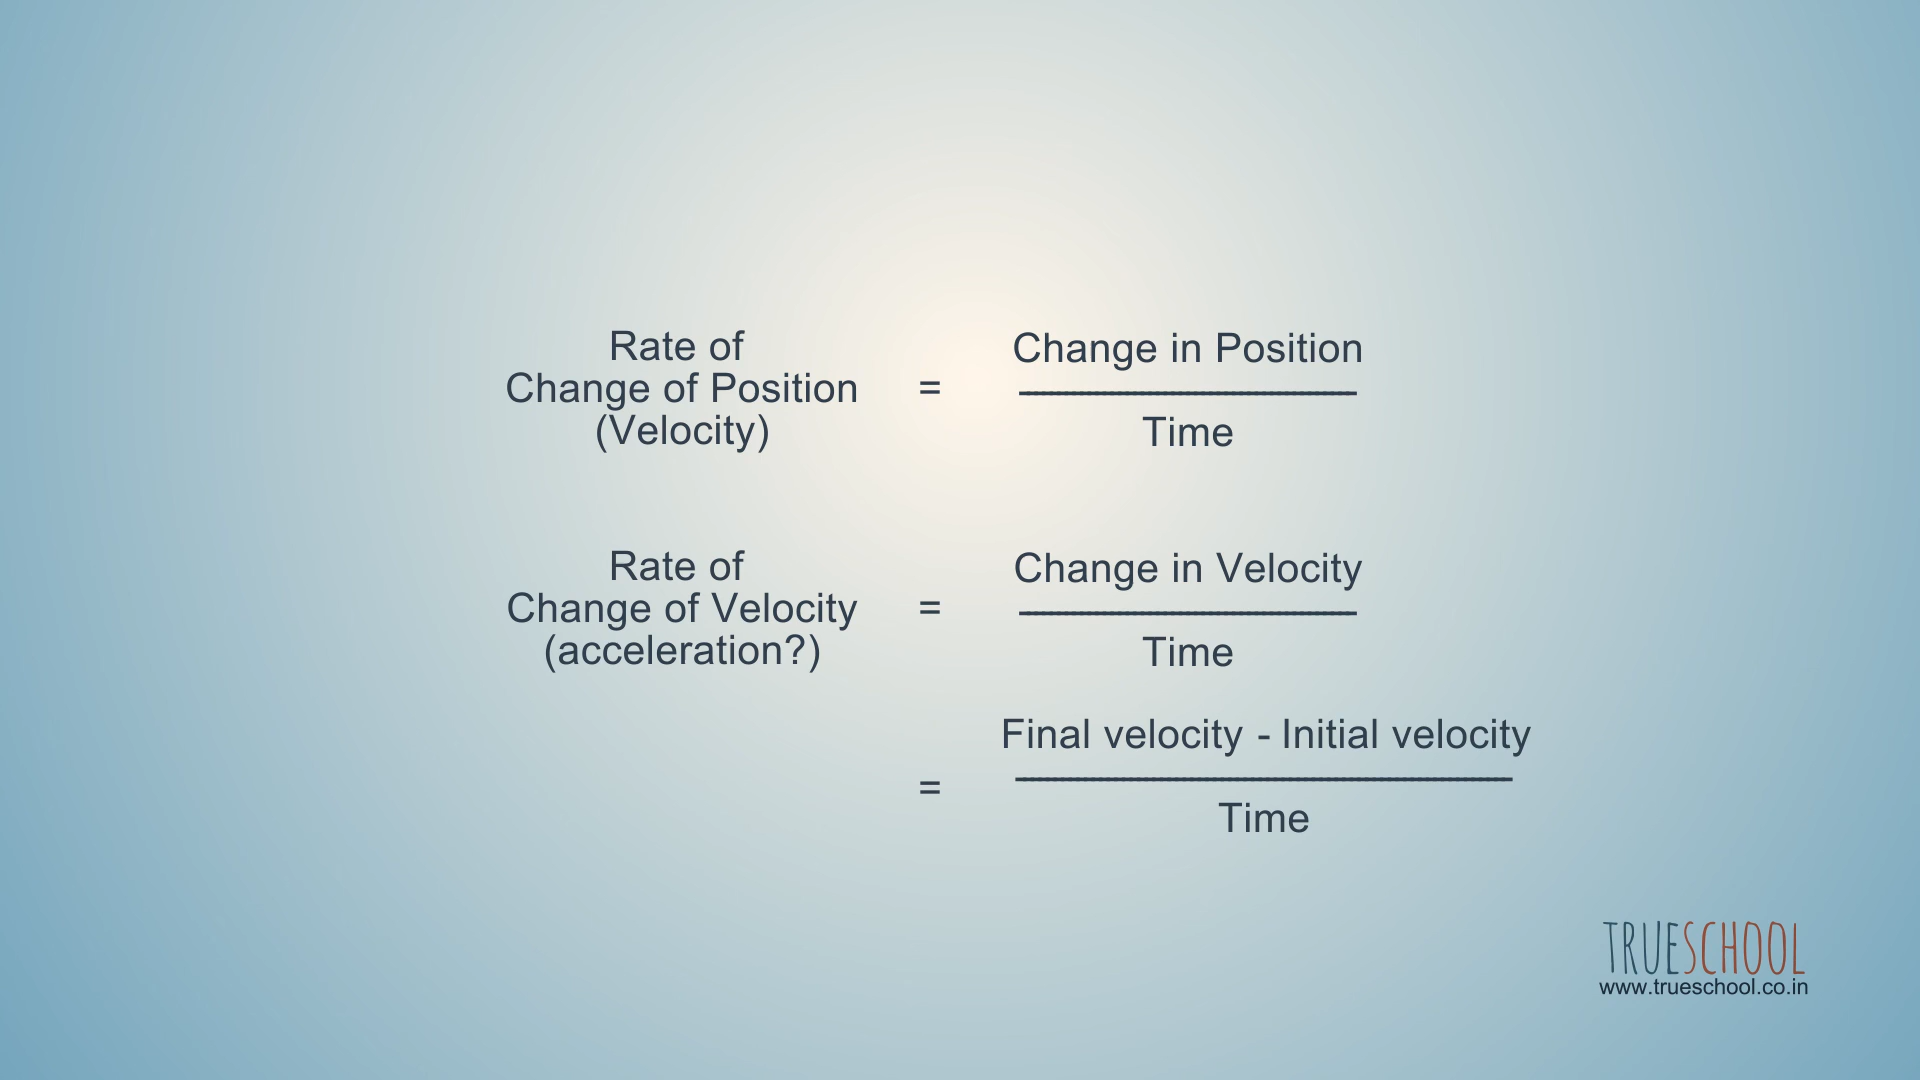 Rate of
Change of Position
(Velocity)
=
Change in Position
Time
Rate of
Change of Velocity
(acceleration?)
=
Change in Velocity
Time
=
Final velocity - Initial velocity
Time
TRUESCHOOL
www.trueschool.co.in